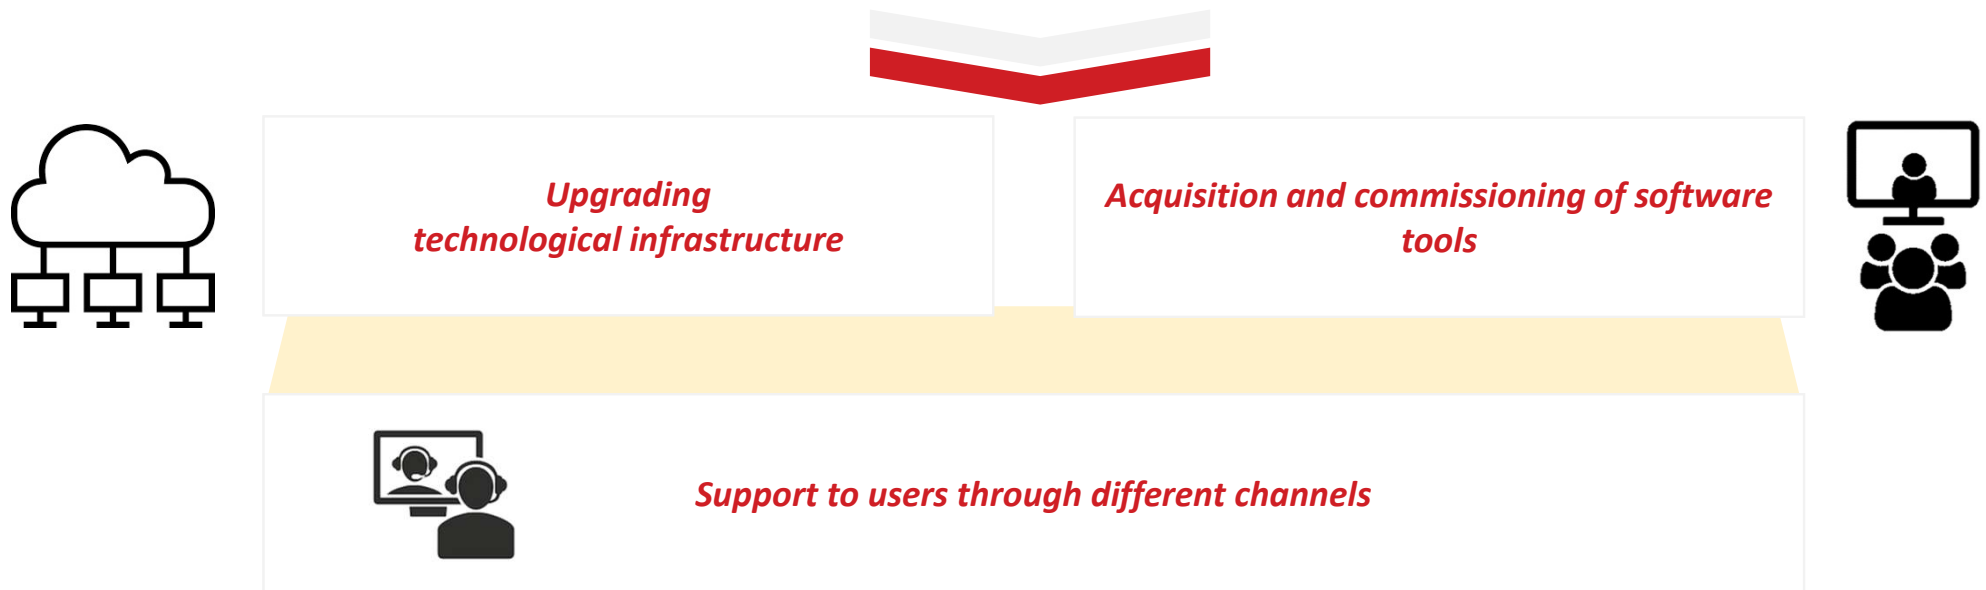 Upgrading
technological infrastructure
Acquisition and commissioning of software
tools
Support to users through different channels